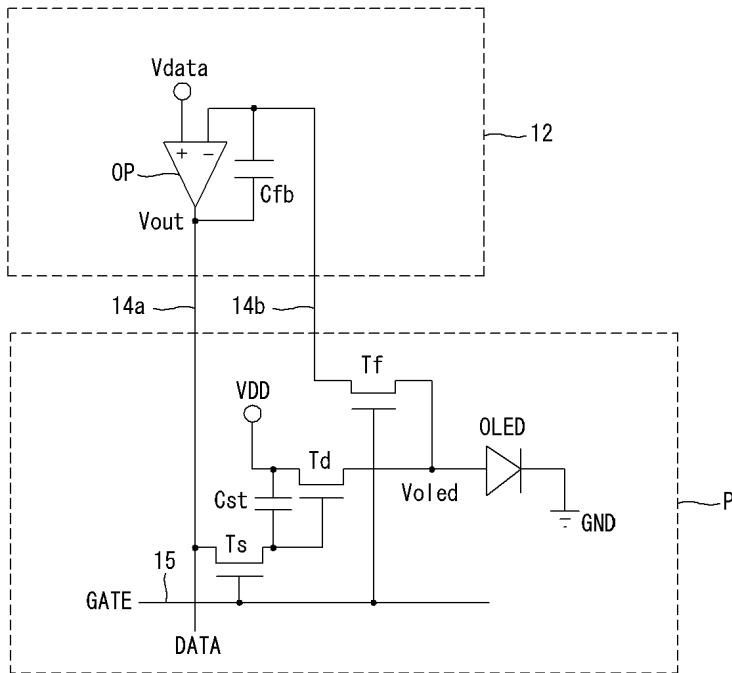 Vdata
+ −
OP
Cfb
Vout
12
14a
14b
Tf
VDD
OLED
Td
Voled
Cst
GND
P
Ts
15
GATE
DATA